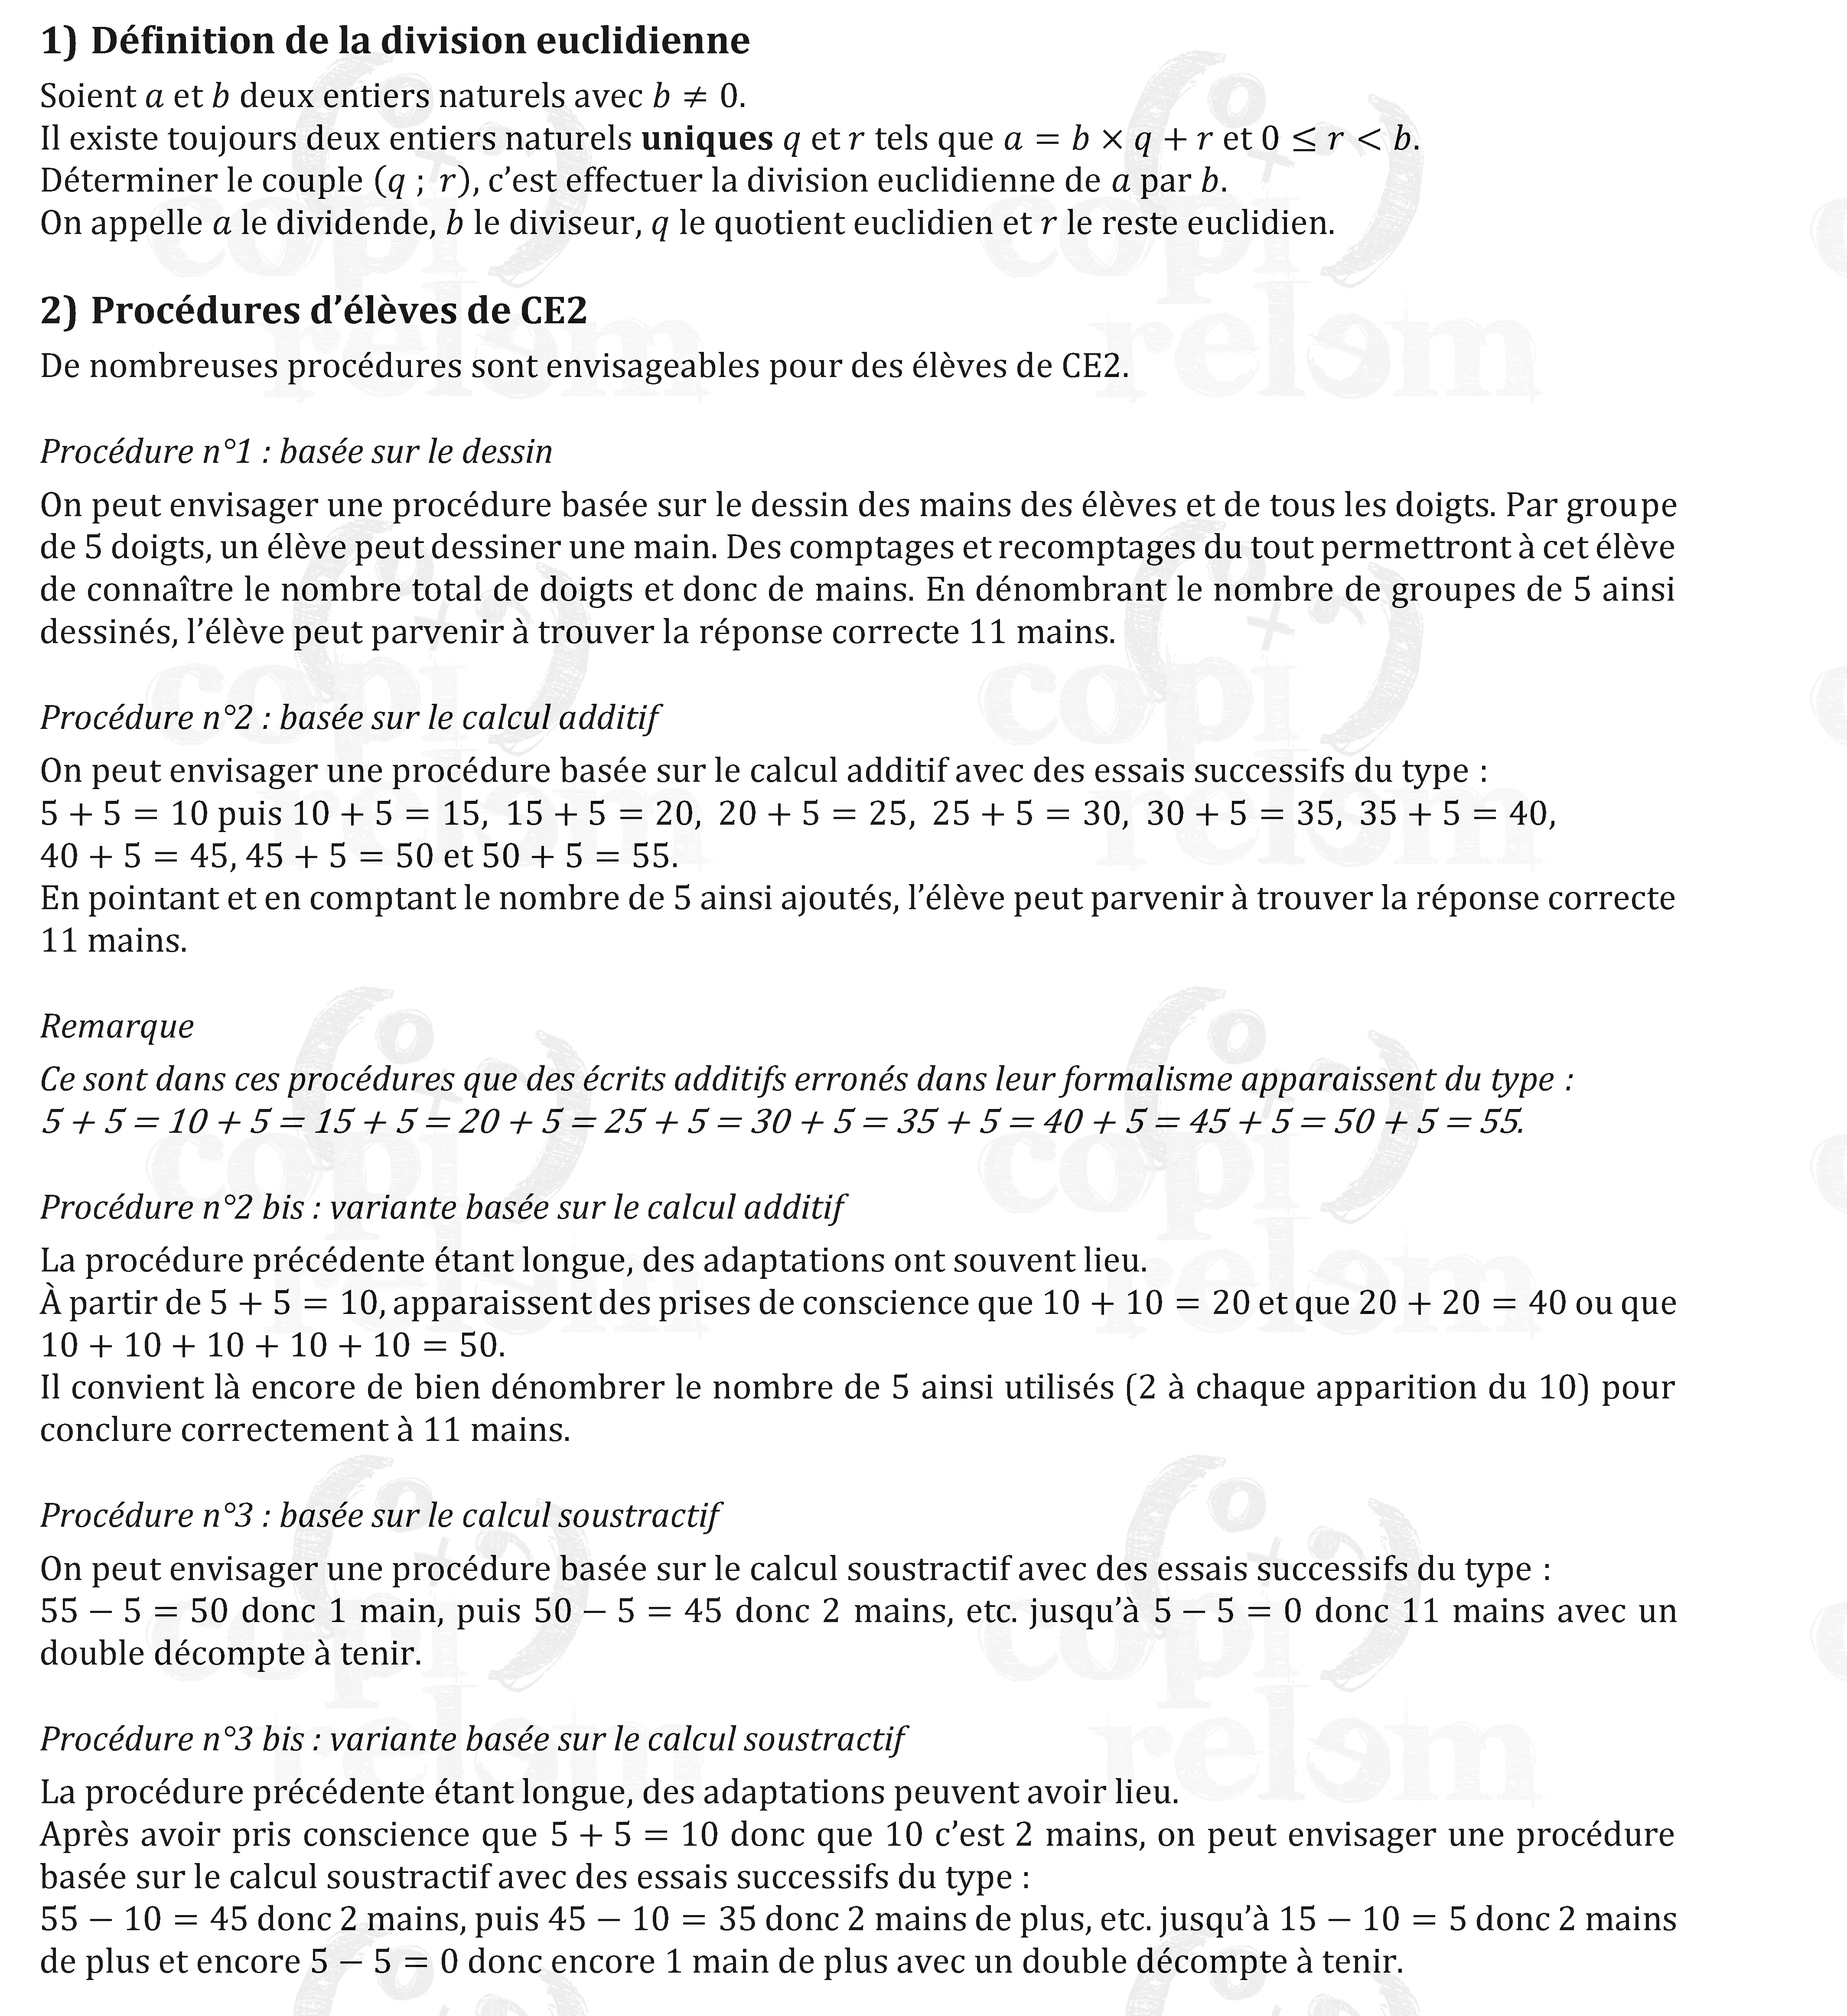 1) Définition de la division euclidienne
Soient a et b deux entiers naturels avec b ≠ 0.
Il existe toujours deux entiers naturels uniques q et r tels que a = b × q + r et 0 ≤ r < b.
Déterminer le couple (q ; r), c’est effectuer la division euclidienne de a par b.
On appelle a le dividende, b le diviseur, q le quotient euclidien et r le reste euclidien.
2) Procédures d’élèves de CE2
De nombreuses procédures sont envisageables pour des élèves de CE2.
Procédure n°1 : basée sur le dessin
On peut envisager une procédure basée sur le dessin des mains des élèves et de tous les doigts. Par groupe
de 5 doigts, un élève peut dessiner une main. Des comptages et recomptages du tout permettront à cet élève
de connaître le nombre total de doigts et donc de mains. En dénombrant le nombre de groupes de 5 ainsi
dessinés, l’élève peut parvenir à trouver la réponse correcte 11 mains.
Procédure n°2 : basée sur le calcul additif
On peut envisager une procédure basée sur le calcul additif avec des essais successifs du type :
5 + 5 = 10 puis 10 + 5 = 15, 15 + 5 = 20, 20 + 5 = 25, 25 + 5 = 30, 30 + 5 = 35, 35 + 5 = 40,
40 + 5 = 45, 45 + 5 = 50 et 50 + 5 = 55.
En pointant et en comptant le nombre de 5 ainsi ajoutés, l’élève peut parvenir à trouver la réponse correcte
11 mains.
Remarque
Ce sont dans ces procédures que des écrits additifs erronés dans leur formalisme apparaissent du type :
5 + 5 = 10 + 5 = 15 + 5 = 20 + 5 = 25 + 5 = 30 + 5 = 35 + 5 = 40 + 5 = 45 + 5 = 50 + 5 = 55.
Procédure n°2 bis : variante basée sur le calcul additif
La procédure précédente étant longue, des adaptations ont souvent lieu.
À partir de 5 + 5 = 10, apparaissent des prises de conscience que 10 + 10 = 20 et que 20 + 20 = 40 ou que
10 + 10 + 10 + 10 + 10 = 50.
Il convient là encore de bien dénombrer le nombre de 5 ainsi utilisés (2 à chaque apparition du 10) pour
conclure correctement à 11 mains.
Procédure n°3 : basée sur le calcul soustractif
On peut envisager une procédure basée sur le calcul soustractif avec des essais successifs du type :
55 − 5 = 50 donc 1 main, puis 50 − 5 = 45 donc 2 mains, etc. jusqu’à 5 − 5 = 0 donc 11 mains avec un
double décompte à tenir.
Procédure n°3 bis : variante basée sur le calcul soustractif
La procédure précédente étant longue, des adaptations peuvent avoir lieu.
Après avoir pris conscience que 5 + 5 = 10 donc que 10 c’est 2 mains, on peut envisager une procédure
basée sur le calcul soustractif avec des essais successifs du type :
55 − 10 = 45 donc 2 mains, puis 45 − 10 = 35 donc 2 mains de plus, etc. jusqu’à 15 − 10 = 5 donc 2 mains
de plus et encore 5 − 5 = 0 donc encore 1 main de plus avec un double décompte à tenir.